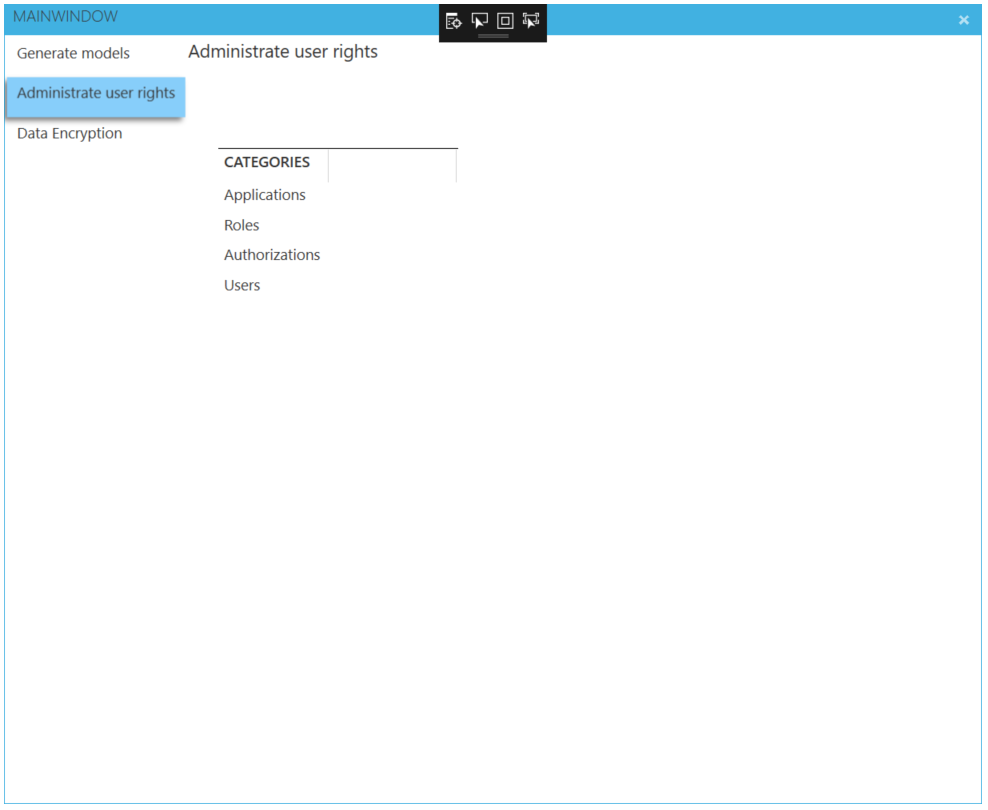 MAINWINDOW
Generate models
Administrate user rights
Data Encryption
Administrate user rights
CATEGORIES
Applications
Roles
Authorizations
Users